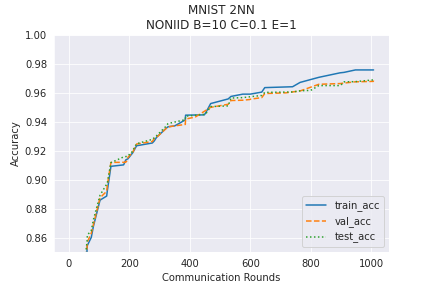 MNIST 2NN
NONIID B=10 C=0.1 E=1
1.00
0.98
0.96
0.94
0.92
0.90
0.88
0.86
Accuracy
train_acc
val_acc
test_acc
0 200 400 600 800 1000
Communication Rounds